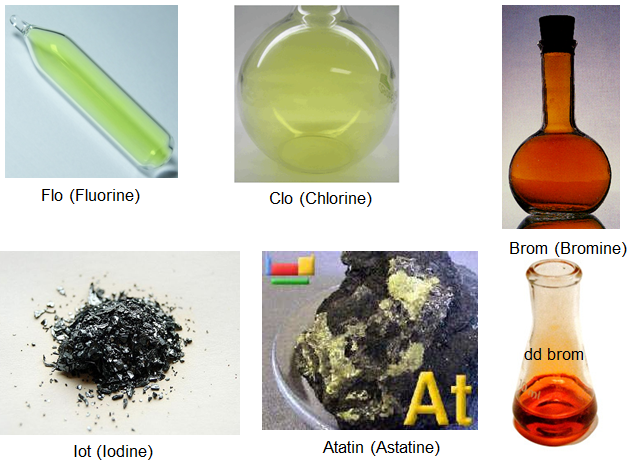 Flo (Fluorine)
Clo (Chlorine)
Brom (Bromine)
dd brom
Iot (Iodine)
At
Atatin (Astatine)